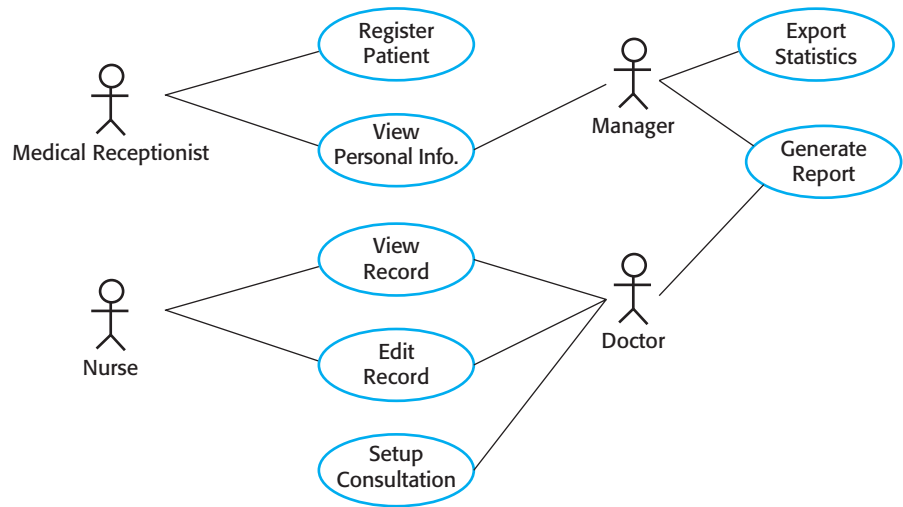 Register
Patient
Export
Statistics
Medical Receptionist
View
Personal Info.
Manager
Generate
Report
View
Record
Nurse
Edit
Record
Doctor
Setup
Consultation